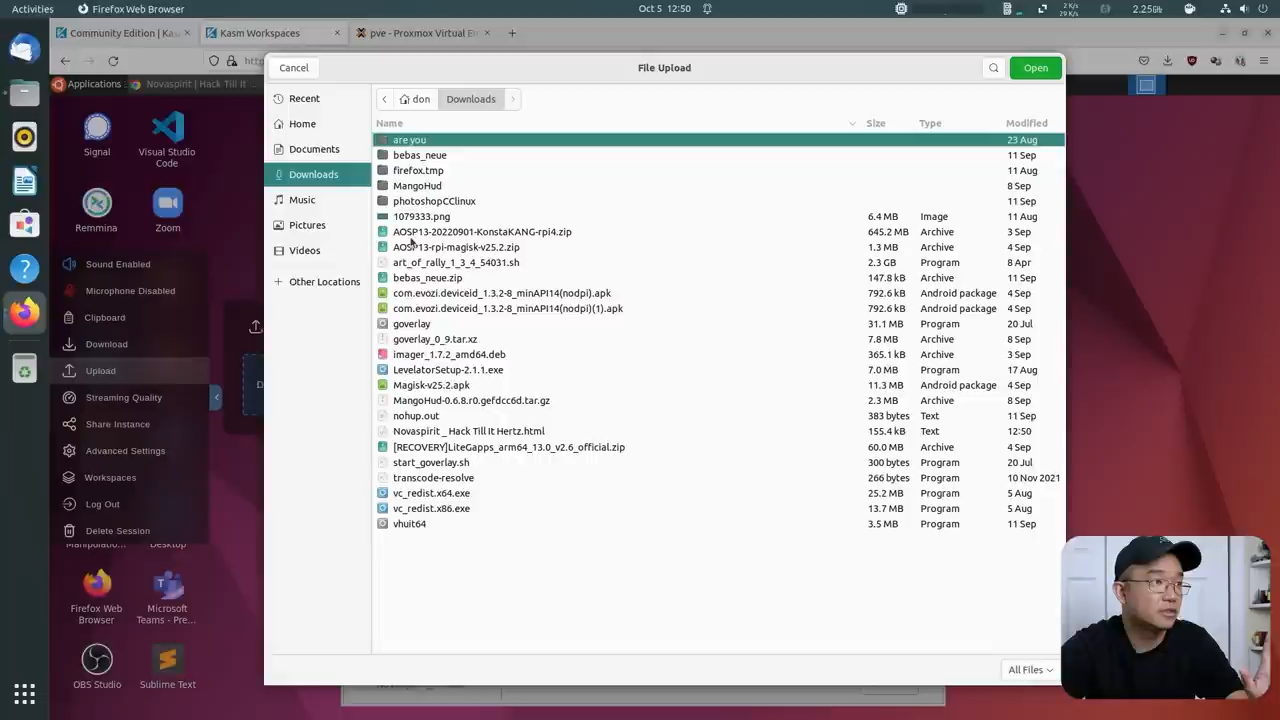 Activities
Firefox Web Browser
Oct 5 12:50
2 K/s
29 K/s
2.25GHz
Community Edition | Kas
Kasm Workspaces
pve - Proxmox Virtual En
http
Applications
Novaspirit | Hack Till It
Signal
Visual Studio
Code
Remmina
Zoom
Sound Enabled
Microphone Disabled
Clipboard
Download
Upload
Streaming Quality
Share Instance
Advanced Settings
Workspaces
Log Out
Delete Session
Manipulatio...
Desktop
Firefox Web
Browser
Microsoft
Teams - Pre...
OBS Studio
Sublime Text
Cancel
File Upload
Open
Recent
Home
Documents
Downloads
Music
Pictures
Videos
+ Other Locations
don
Downloads
Name Size Type Modified
are you 23 Aug
bebas_neue 11 Sep
firefox.tmp 11 Aug
MangoHud 8 Sep
photoshopCClinux 11 Sep
1079333.png 6.4 MB Image 11 Aug
AOSP13-20220901-KonstaKANG-rpi4.zip 645.2 MB Archive 3 Sep
AOSP13-rpi-magisk-v25.2.zip 1.3 MB Archive 4 Sep
art_of_rally_1_3_4_54031.sh 2.3 GB Program 8 Apr
bebas_neue.zip 147.8 kB Archive 11 Sep
com.evozi.deviceid_1.3.2-8_minAPI14(nodpi).apk 792.6 kB Android package 4 Sep
com.evozi.deviceid_1.3.2-8_minAPI14(nodpi)(1).apk 792.6 kB Android package 4 Sep
goverlay 31.1 MB Program 20 Jul
goverlay_0_9.tar.xz 7.8 MB Archive 8 Sep
imager_1.7.2_amd64.deb 365.1 kB Archive 3 Sep
LevelatorSetup-2.1.1.exe 7.0 MB Program 17 Aug
Magisk-v25.2.apk 11.3 MB Android package 4 Sep
MangoHud-0.6.8.r0.gefdcc6d.tar.gz 2.3 MB Archive 8 Sep
nohup.out 383 bytes Text 11 Sep
Novaspirit _ Hack Till It Hertz.html 155.4 kB Text 12:50
[RECOVERY]LiteGapps_arm64_13.0_v2.6_official.zip 60.0 MB Archive 4 Sep
start_goverlay.sh 300 bytes Program 20 Jul
transcode-resolve 266 bytes Program 10 Nov 2021
vc_redist.x64.exe 25.2 MB Program 5 Aug
vc_redist.x86.exe 13.7 MB Program 5 Aug
vhuit64 3.5 MB Program 11 Sep
All Files